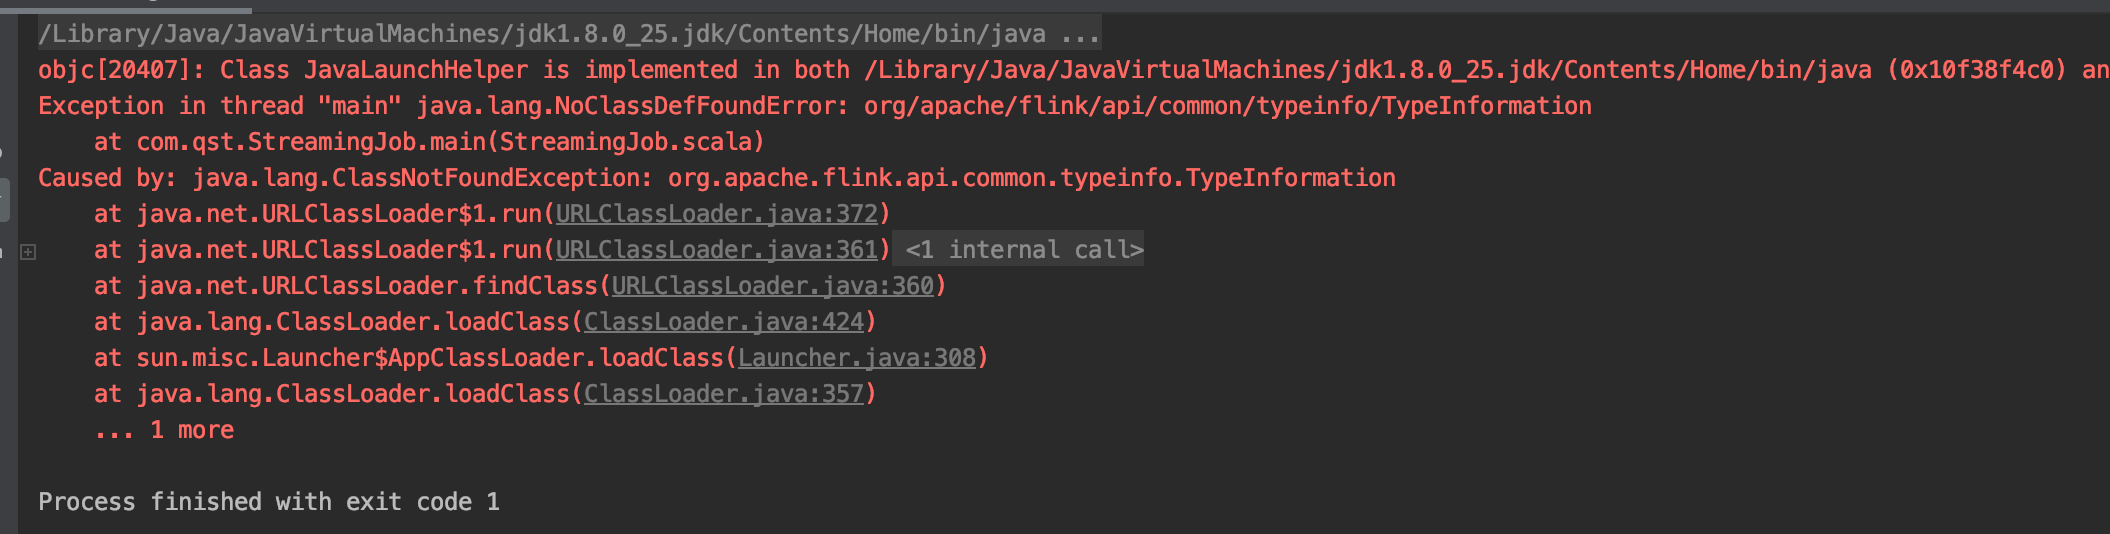 /Library/Java/JavaVirtualMachines/jdk1.8.0_25.jdk/Contents/Home/bin/java ...
objc[20407]: Class JavaLaunchHelper is implemented in both /Library/Java/JavaVirtualMachines/jdk1.8.0_25.jdk/Contents/Home/bin/java (0x10f38f4c0) an
Exception in thread "main" java.lang.NoClassDefFoundError: org/apache/flink/api/common/typeinfo/TypeInformation
    at com.qst.StreamingJob.main(StreamingJob.scala)
Caused by: java.lang.ClassNotFoundException: org.apache.flink.api.common.typeinfo.TypeInformation
    at java.net.URLClassLoader$1.run(URLClassLoader.java:372)
    at java.net.URLClassLoader$1.run(URLClassLoader.java:361) <1 internal call>
    at java.net.URLClassLoader.findClass(URLClassLoader.java:360)
    at java.lang.ClassLoader.loadClass(ClassLoader.java:424)
    at sun.misc.Launcher$AppClassLoader.loadClass(Launcher.java:308)
    at java.lang.ClassLoader.loadClass(ClassLoader.java:357)
    ... 1 more
Process finished with exit code 1